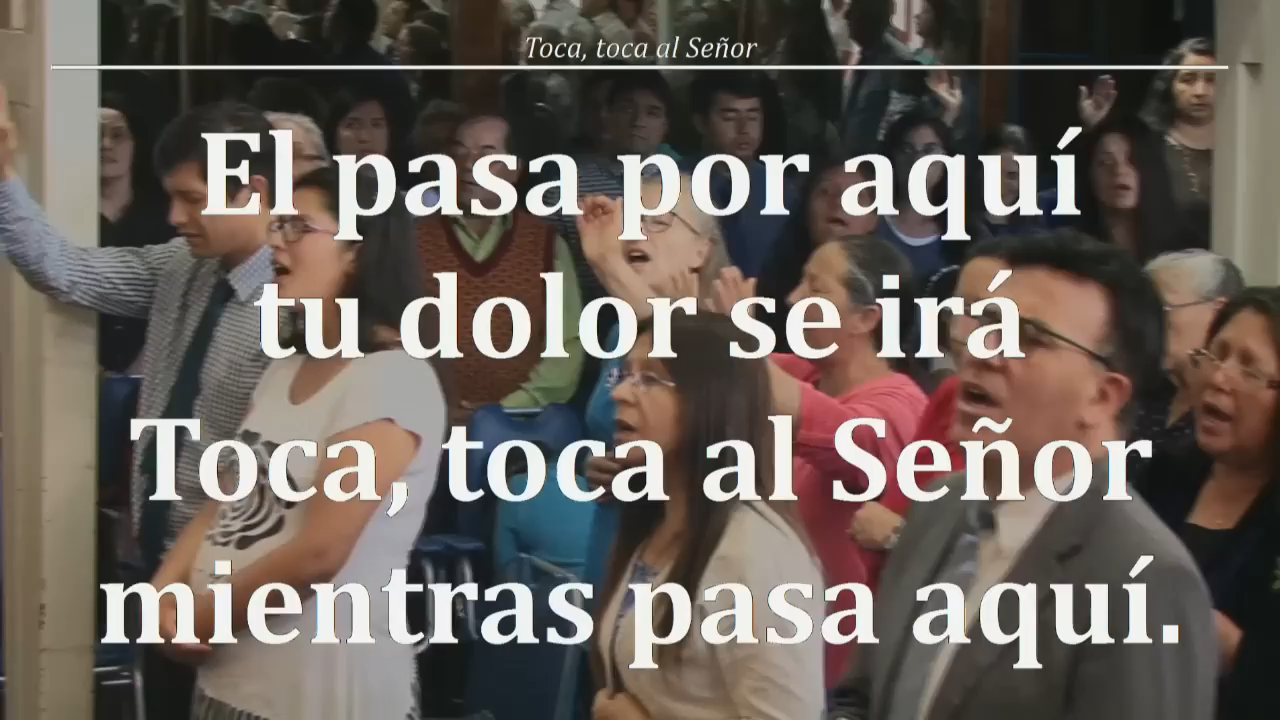 Toca, toca al Señor
El pasa por aquí
tu dolor se irá
Toca, toca al Señor
mientras pasa aquí.